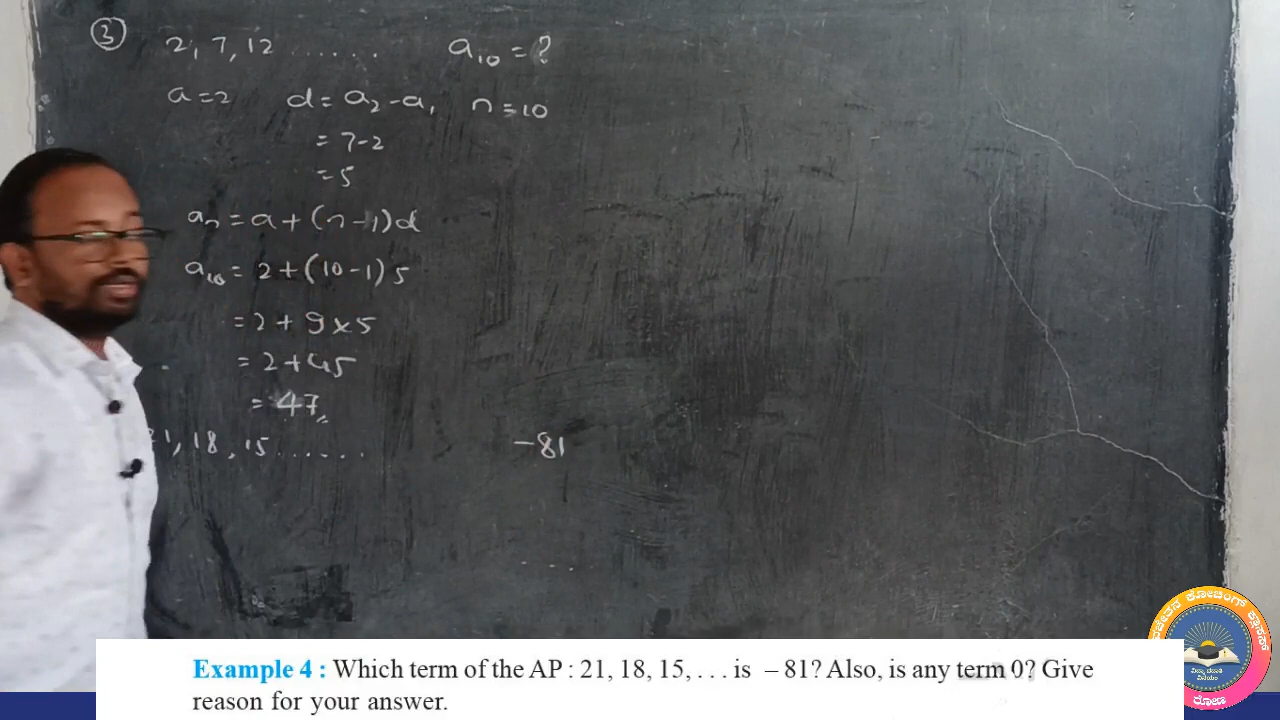 ③ 2, 7, 12 ...... a₁₀ = ?
a = 2 d = a₂ - a₁ n = 10
= 7-2
= 5
aₙ = a + (n-1)d
a₁₀ = 2 + (10-1) 5
= 2 + 9 x 5
= 2 + 45
= 47
21, 18, 15 ...... -81
Example 4 : Which term of the AP : 21, 18, 15, . . . is – 81? Also, is any term 0? Give
reason for your answer.
ಕೋಚಿಂಗ್ ಕ್ಲಾಸಸ್
ರೋಣ